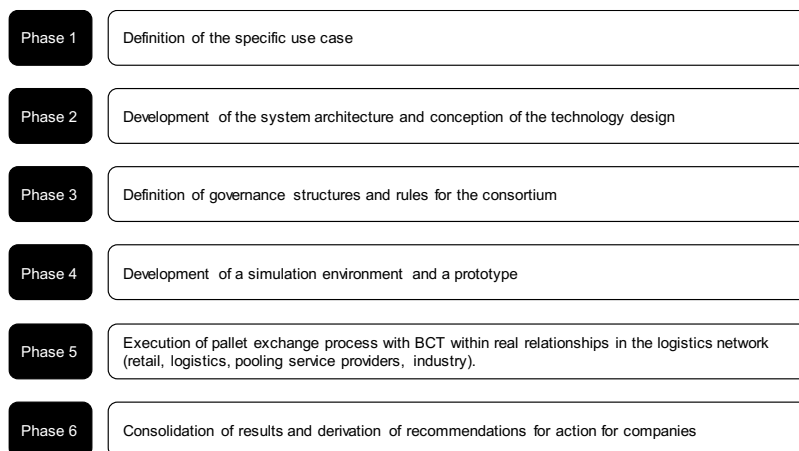 Phase 1
Definition of the specific use case
Phase 2
Development of the system architecture and conception of the technology design
Phase 3
Definition of governance structures and rules for the consortium
Phase 4
Development of a simulation environment and a prototype
Phase 5
Execution of pallet exchange process with BCT within real relationships in the logistics network
(retail, logistics, pooling service providers, industry).
Phase 6
Consolidation of results and derivation of recommendations for action for companies